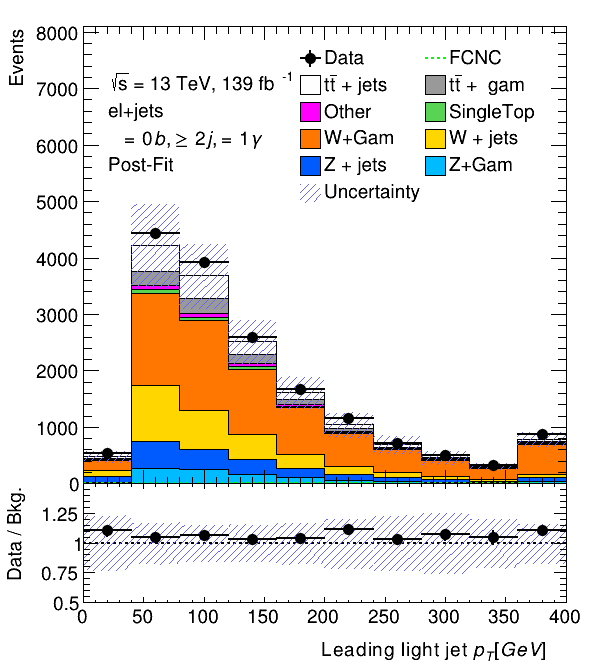 8000
7000
6000
5000
4000
3000
2000
1000
0
Events
√s = 13 TeV, 139 fb⁻¹
el+jets
= 0b, ≥ 2j, = 1γ
Post-Fit
Data
FCNC
tt̄ + jets
tt̄ + gam
Other
SingleTop
W+Gam
W + jets
Z + jets
Z+Gam
Uncertainty
1.25
1
0.75
0.5
Data / Bkg.
0 50 100 150 200 250 300 350 400
Leading light jet p_T[GeV]